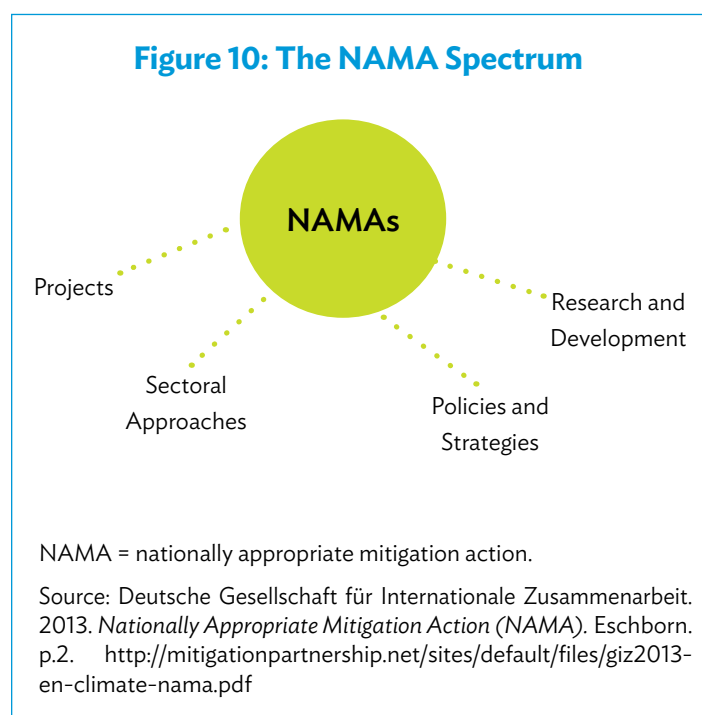 Figure 10: The NAMA Spectrum
NAMAs
Projects
Research and
Development
Sectoral
Approaches
Policies and
Strategies
NAMA = nationally appropriate mitigation action.
Source: Deutsche Gesellschaft für Internationale Zusammenarbeit.
2013. Nationally Appropriate Mitigation Action (NAMA). Eschborn.
p.2. http://mitigationpartnership.net/sites/default/files/giz2013-
en-climate-nama.pdf